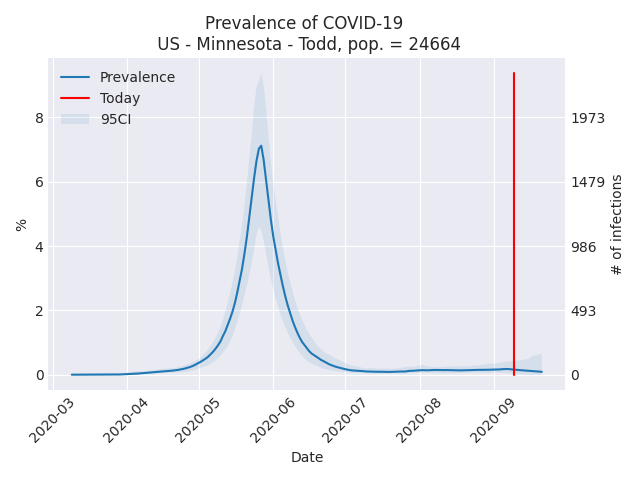 Prevalence of COVID-19
US - Minnesota - Todd, pop. = 24664
Prevalence
Today
95CI
8
6
4
2
0
%
1973
1479
986
493
0
# of infections
2020-03
2020-04
2020-05
2020-06
2020-07
2020-08
2020-09
Date